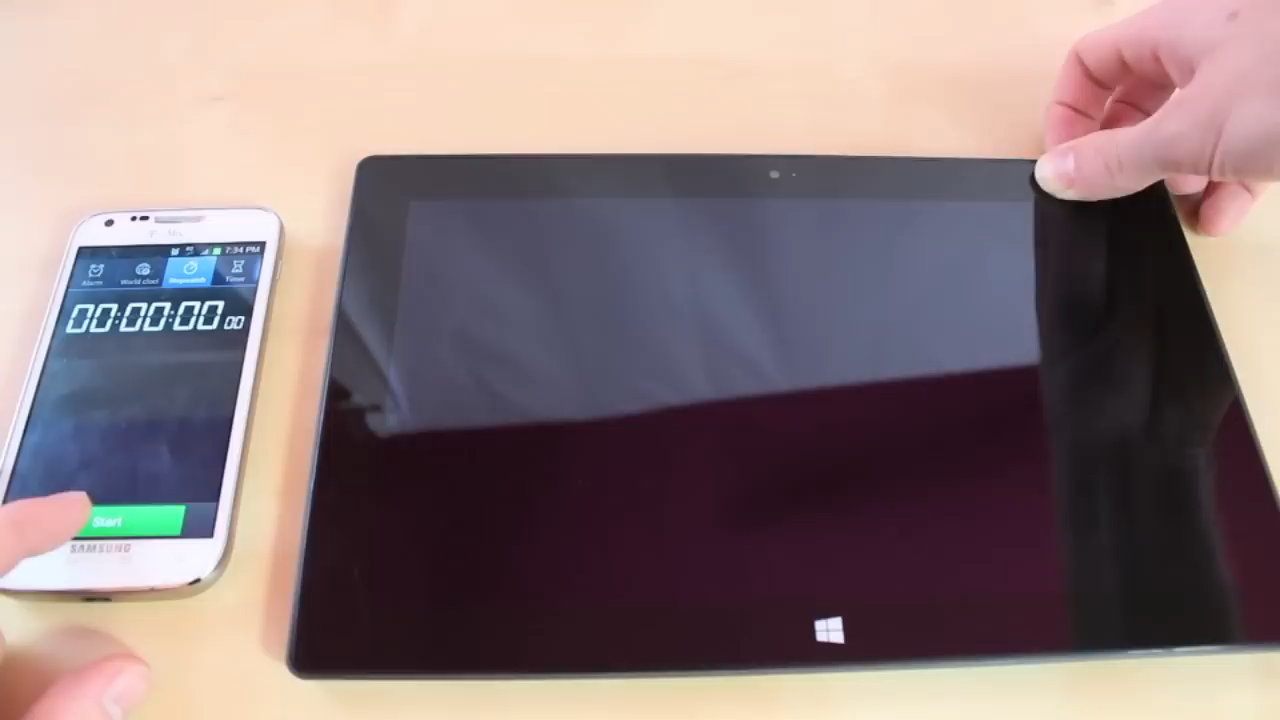 7:34 PM
Alarm World clock Stopwatch Timer
00:00:00 00
Start
SAMSUNG